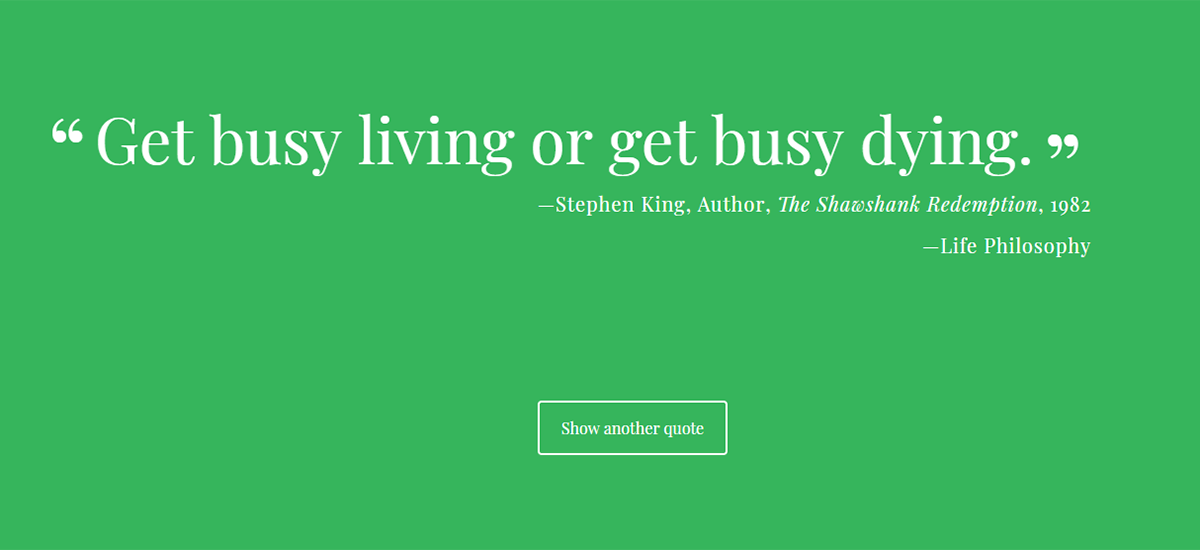 “ Get busy living or get busy dying. ”
—Stephen King, Author, The Shawshank Redemption, 1982
—Life Philosophy
Show another quote